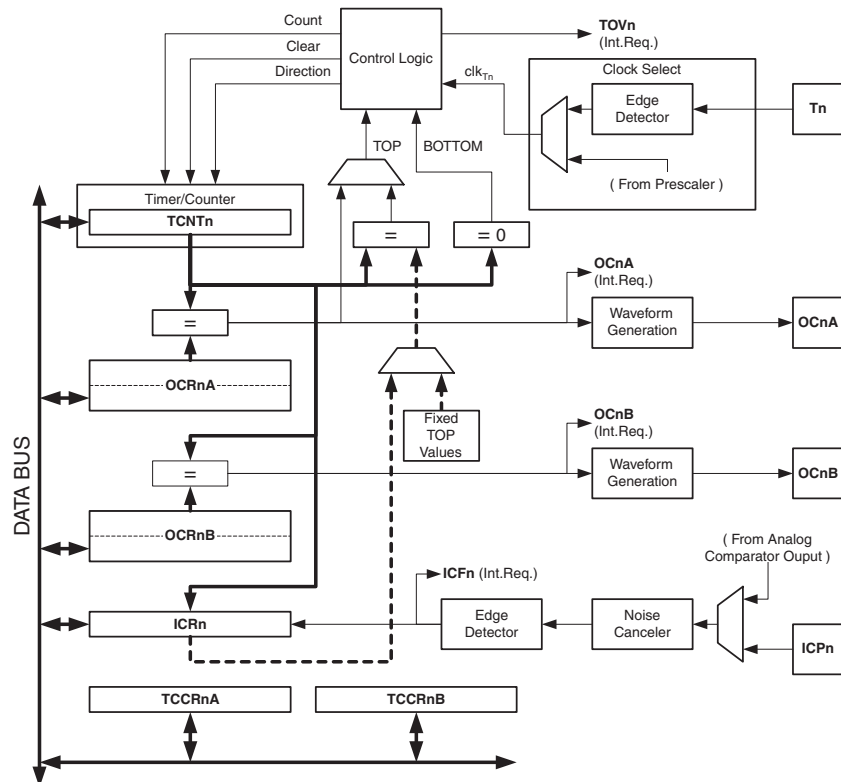 Count
Clear
Direction
Control Logic
TOVn
(Int.Req.)
clkTn
Clock Select
Edge
Detector
Tn
( From Prescaler )
TOP
BOTTOM
Timer/Counter
TCNTn
=
= 0
OCnA
(Int.Req.)
=
Waveform
Generation
OCnA
OCRnA
Fixed
TOP
Values
OCnB
(Int.Req.)
=
Waveform
Generation
OCnB
DATA BUS
OCRnB
( From Analog
Comparator Ouput )
ICFn (Int.Req.)
ICRn
Edge
Detector
Noise
Canceler
ICPn
TCCRnA
TCCRnB